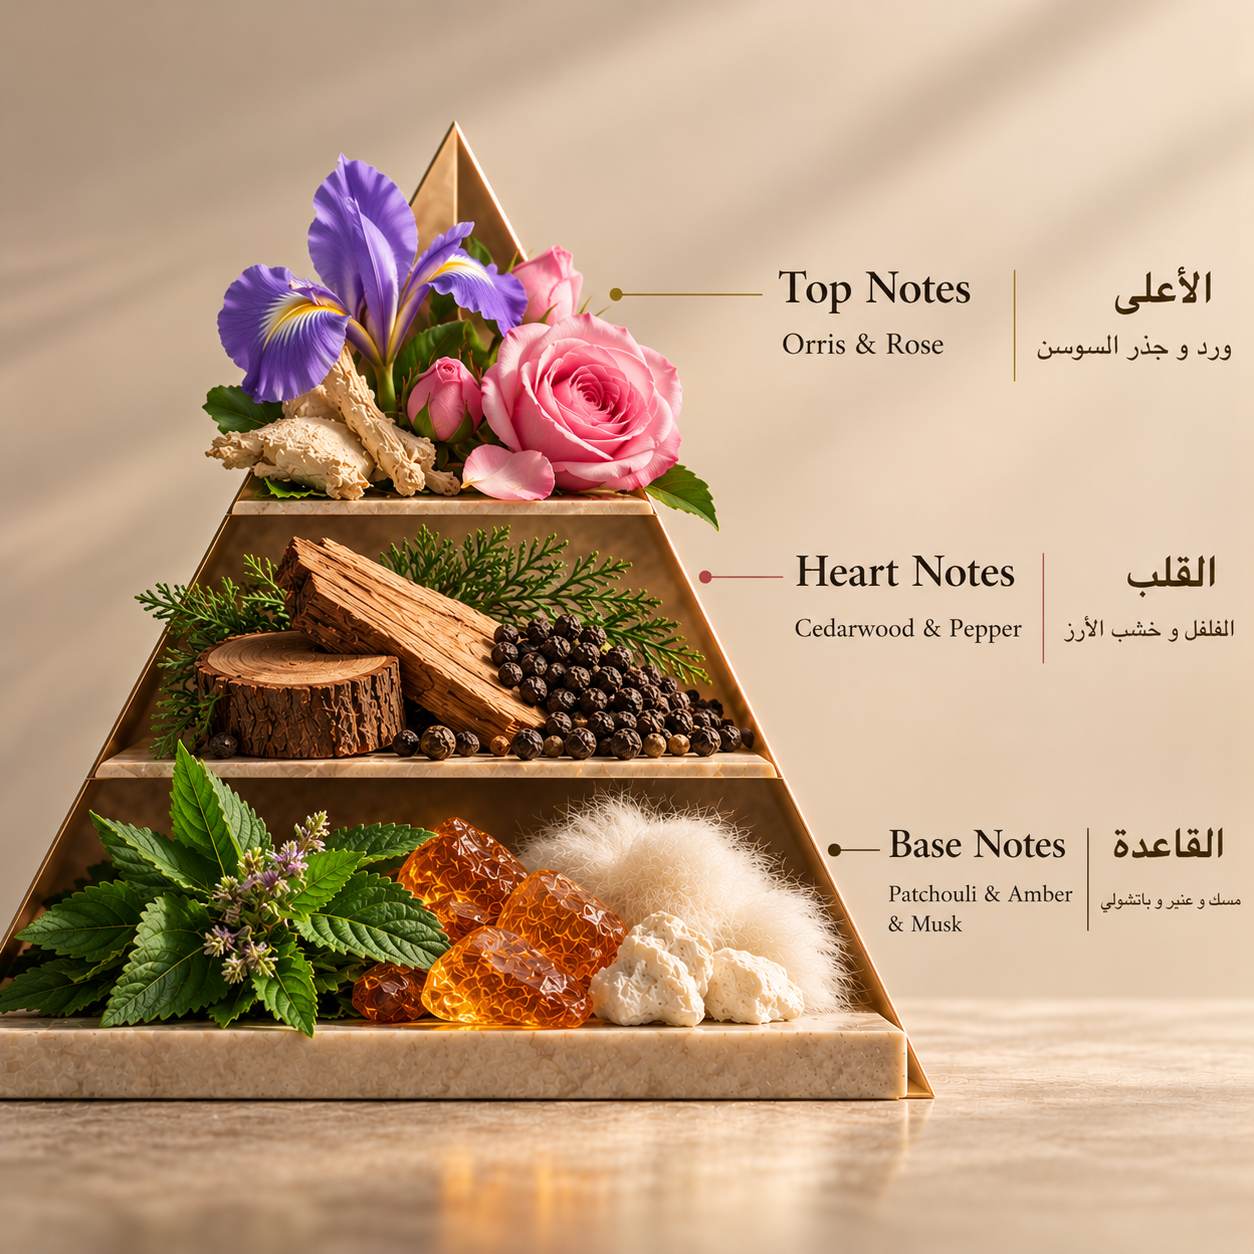 Top Notes
الأعلى
Orris & Rose
ورد و جذر السوسن
Heart Notes
القلب
Cedarwood & Pepper
الفلفل و خشب الأرز
Base Notes
القاعدة
Patchouli & Amber
& Musk
مسك و عنبر و باتشولي